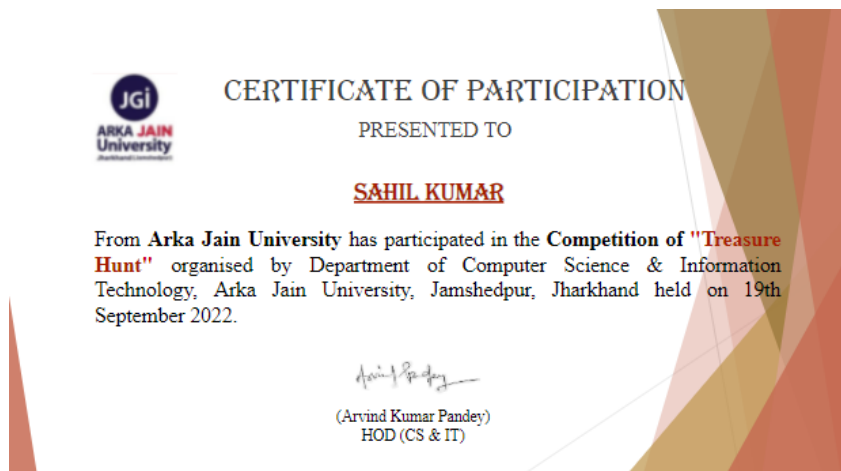 CERTIFICATE OF PARTICIPATION
JGi
ARKA JAIN
University
PRESENTED TO
SAHIL KUMAR
From Arka Jain University has participated in the Competition of "Treasure
Hunt" organised by Department of Computer Science & Information
Technology, Arka Jain University, Jamshedpur, Jharkhand held on 19th
September 2022.
(Arvind Kumar Pandey)
HOD (CS & IT)